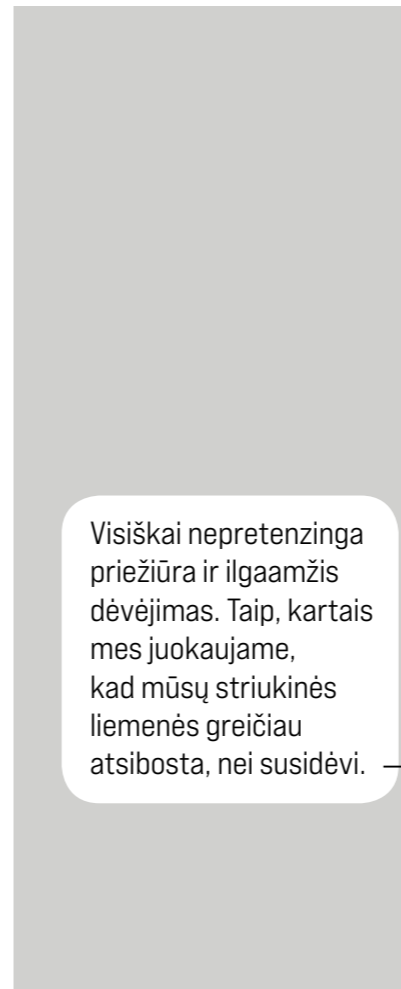 Visiškai nepretenzinga
priežiūra ir ilgaamžis
dėvėjimas. Taip, kartais
mes juokaujame,
kad mūsų striukinės
liemenės greičiau
atsibosta, nei susidėvi.